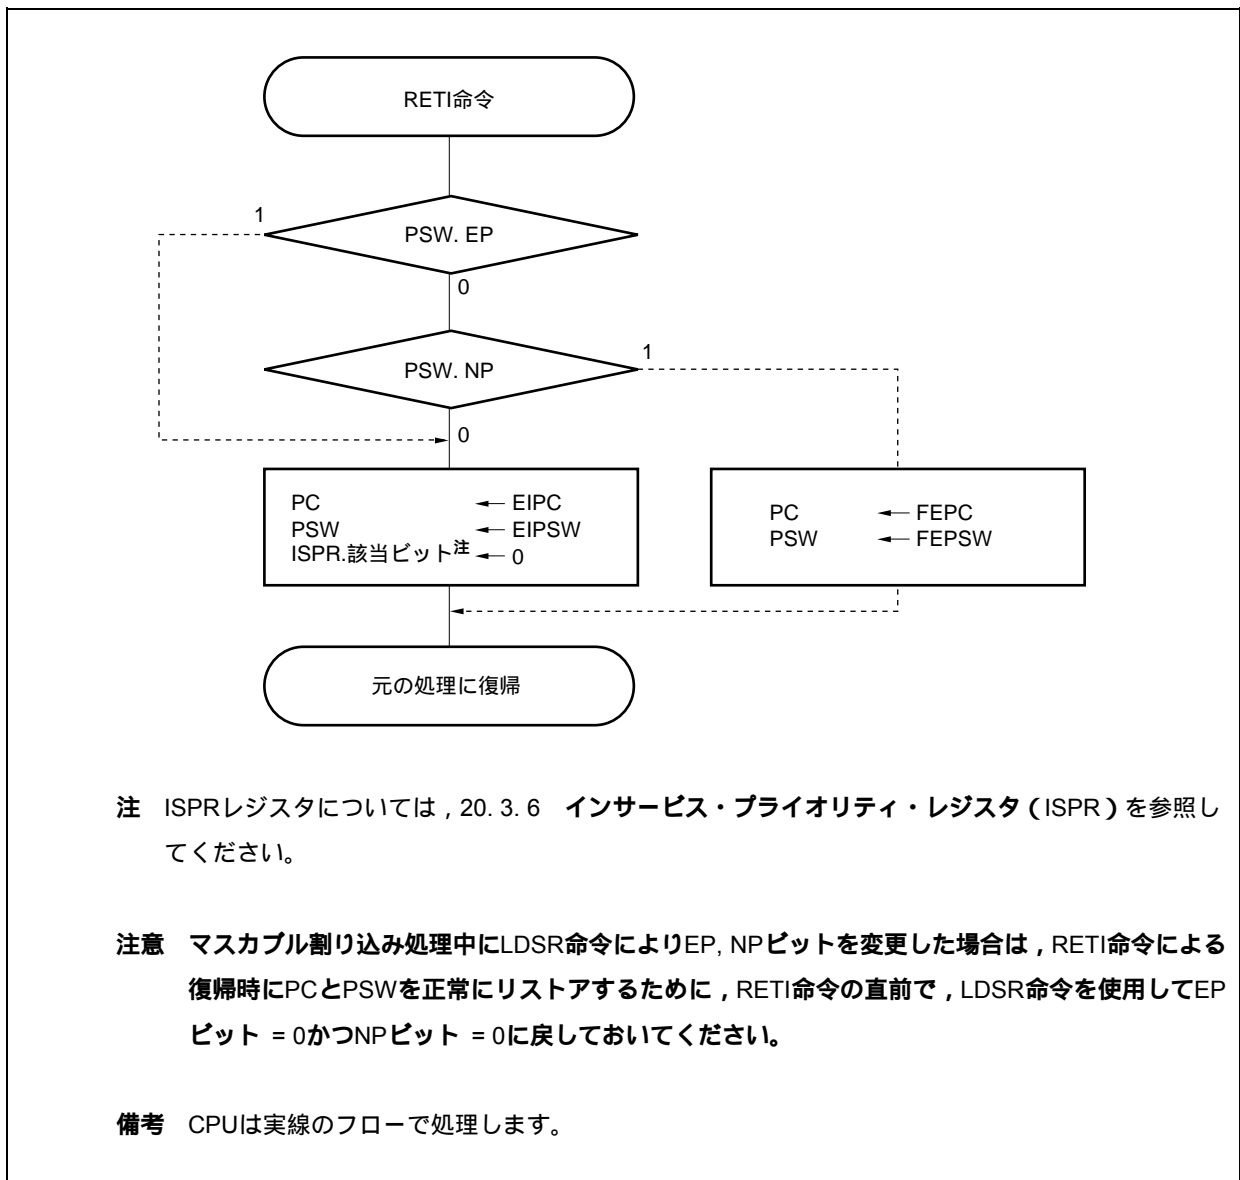 RETI命令
1
PSW. EP
0
PSW. NP
1
0
PC ← EIPC
PSW ← EIPSW
ISPR.該当ビット注 ← 0
PC ← FEPC
PSW ← FEPSW
元の処理に復帰
注 ISPRレジスタについては，20. 3. 6 インサービス・プライオリティ・レジスタ（ISPR）を参照し
てください。
注意 マスカブル割り込み処理中にLDSR命令によりEP, NPビットを変更した場合は，RETI命令による
復帰時にPCとPSWを正常にリストアするために，RETI命令の直前で，LDSR命令を使用してEP
ビット = 0かつNPビット = 0に戻しておいてください。
備考 CPUは実線のフローで処理します。